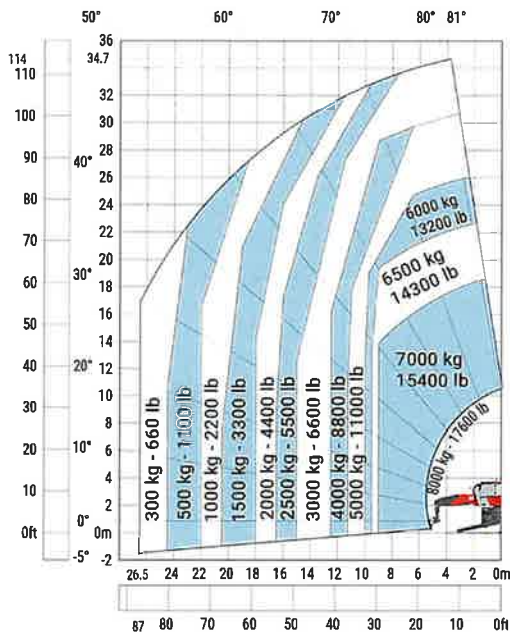 50° 60° 70° 80° 81°
36
114 34.7
110
32
100 30
28
90
40°
26
80
24
6000 kg
13200 lb
22
70
20
6500 kg
14300 lb
60
30°
18
16
50
14
7000 kg
15400 lb
40
20°
12
10
30
8
20
10°
6
4
10
2
0ft 0° 0m
-5°
-2
300 kg - 660 lb
500 kg - 1100 lb
1000 kg - 2200 lb
1500 kg - 3300 lb
2000 kg - 4400 lb
2500 kg - 5500 lb
3000 kg - 6600 lb
4000 kg - 8800 lb
5000 kg - 11000 lb
8000 kg - 17600 lb
26.5 24 22 20 18 16 14 12 10 8 6 4 2 0m
87 80 70 60 50 40 30 20 10 0ft